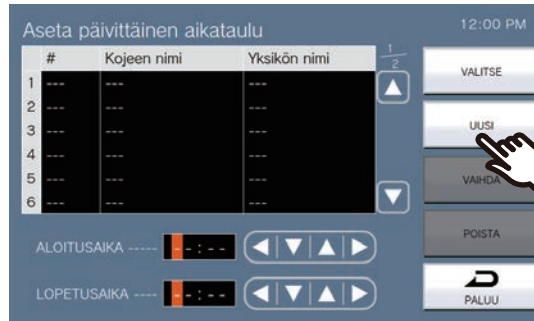 Aseta päivittäinen aikataulu
12:00 PM
# Kojeen nimi Yksikön nimi
1/2
1 --- --- ---
2 --- --- ---
3 --- --- ---
4 --- --- ---
5 --- --- ---
6 --- --- ---
ALOITUSAIKA ----- --:--
LOPETUSAIKA ---- --:--
VALITSE
UUSI
VAIHDA
POISTA
PALUU